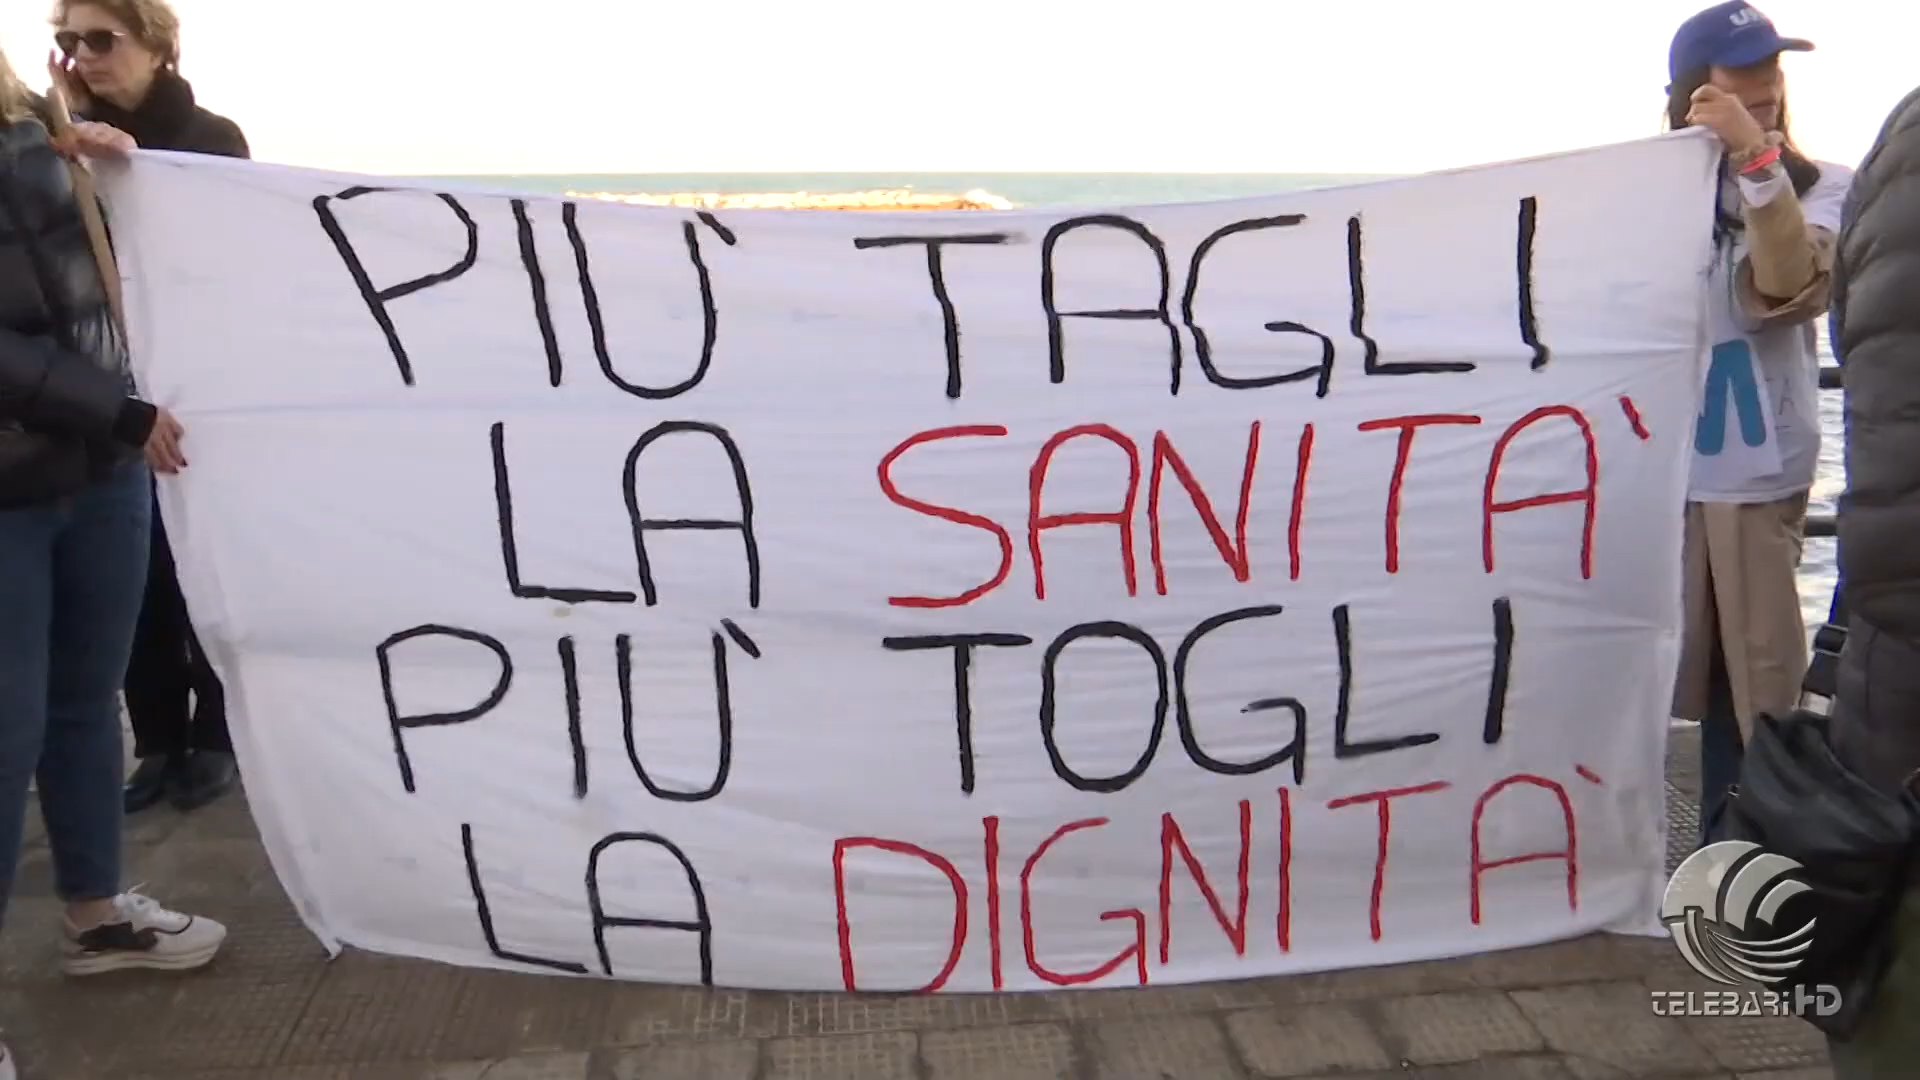 PIÙ TAGLI
LA SANITÀ
PIÙ TOGLI
LA DIGNITÀ
TELEBARI HD